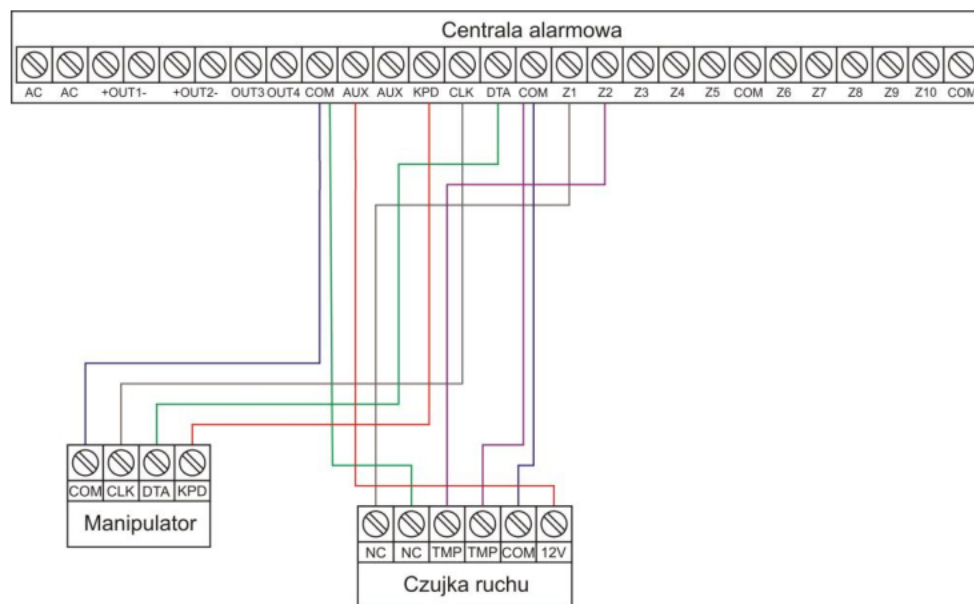 Centrala alarmowa
AC AC +OUT1- +OUT2- OUT3 OUT4 COM AUX AUX KPD CLK DTA COM Z1 Z2 Z3 Z4 Z5 COM Z6 Z7 Z8 Z9 Z10 COM
COM CLK DTA KPD
Manipulator
NC NC TMP TMP COM 12V
Czujka ruchu